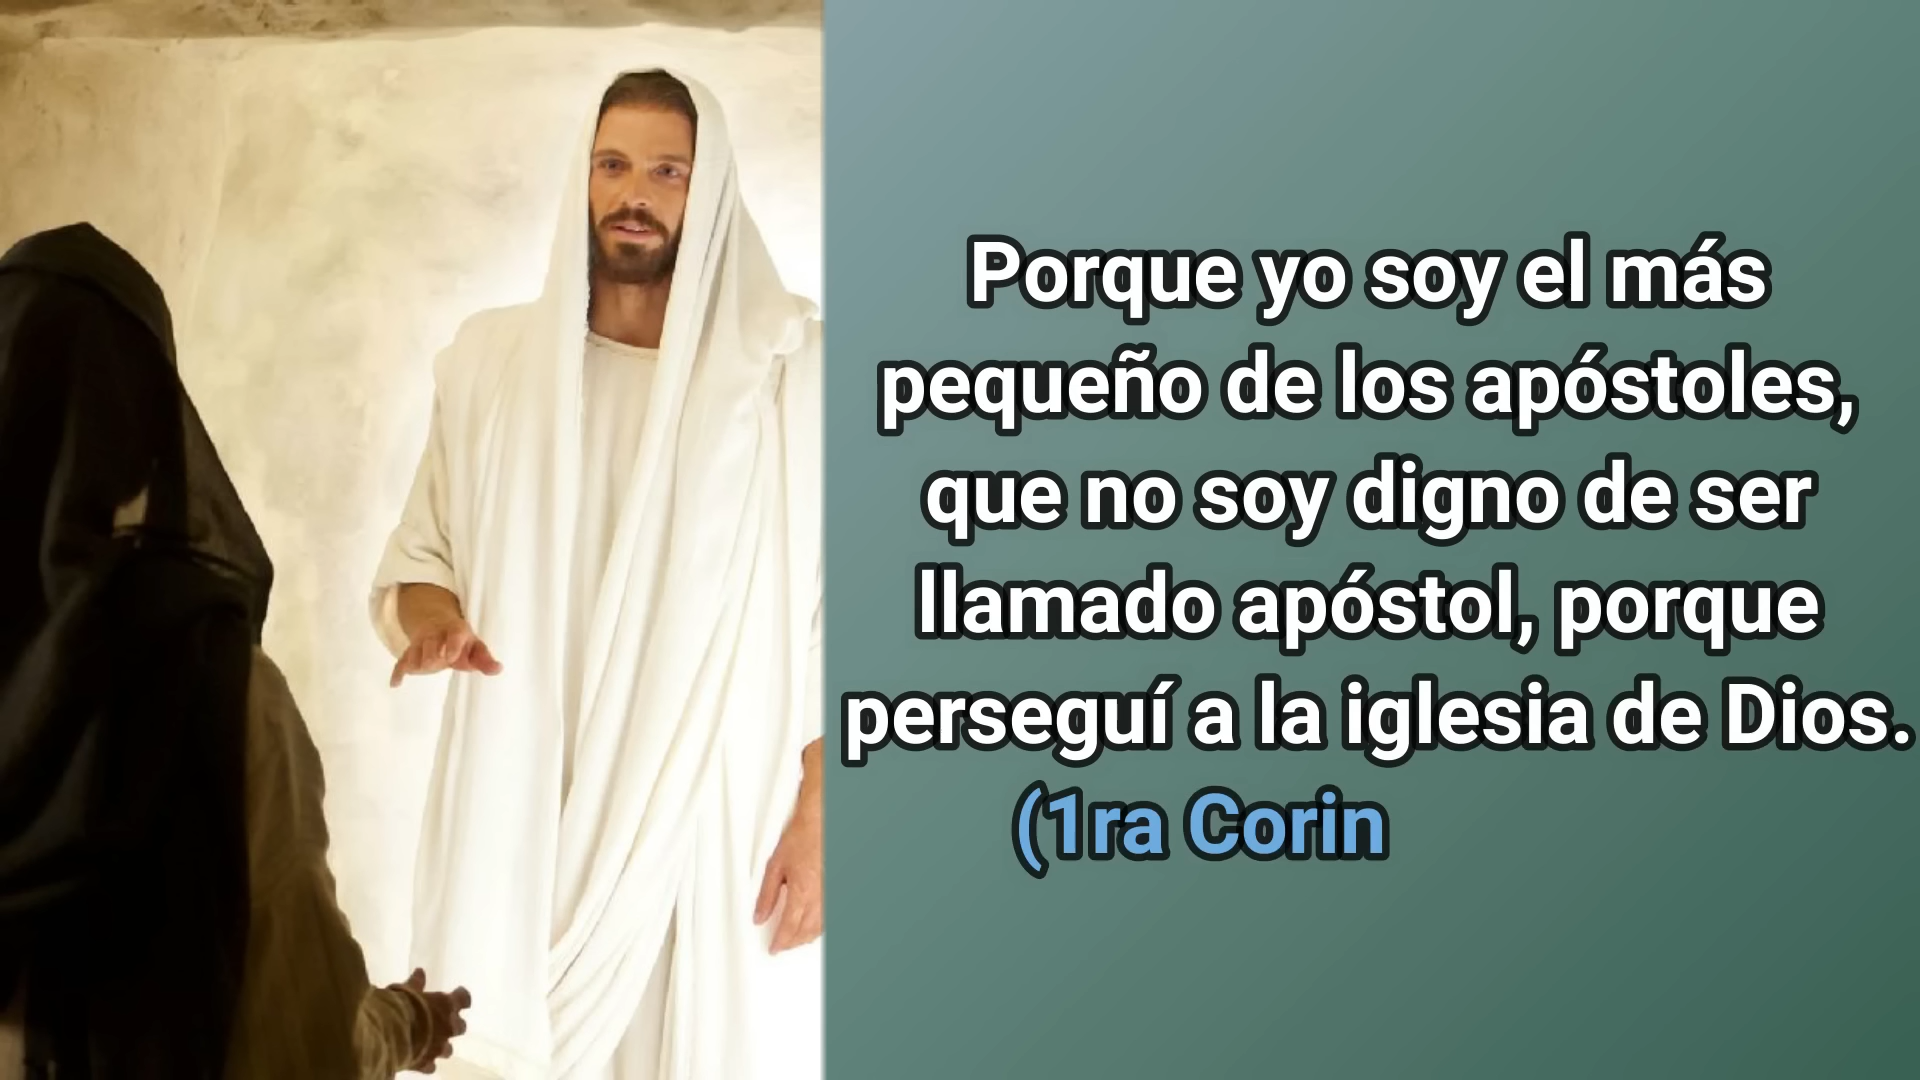 Porque yo soy el más
pequeño de los apóstoles,
que no soy digno de ser
llamado apóstol, porque
perseguí a la iglesia de Dios.
(1ra Corin